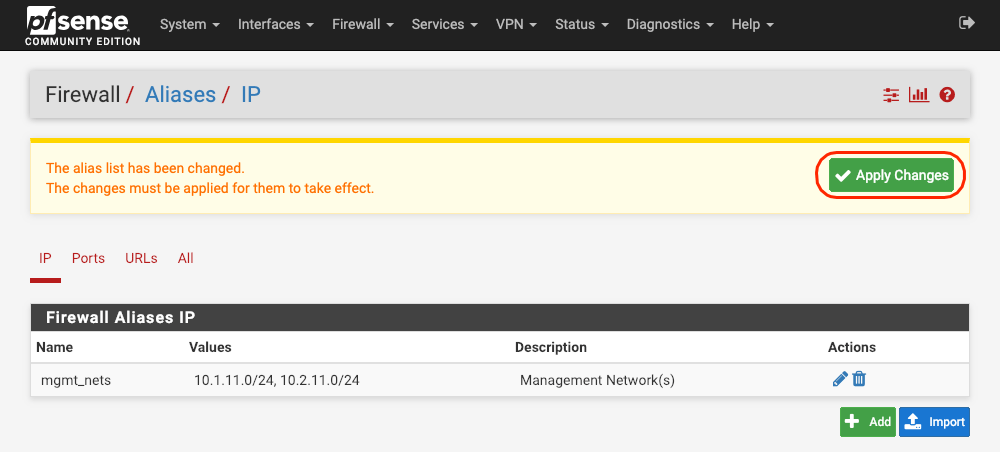 pfsense
COMMUNITY EDITION
System Interfaces Firewall Services VPN Status Diagnostics Help
Firewall / Aliases / IP
The alias list has been changed.
The changes must be applied for them to take effect.
Apply Changes
IP Ports URLs All
Firewall Aliases IP
Name Values Description Actions
mgmt_nets 10.1.11.0/24, 10.2.11.0/24 Management Network(s)
Add Import